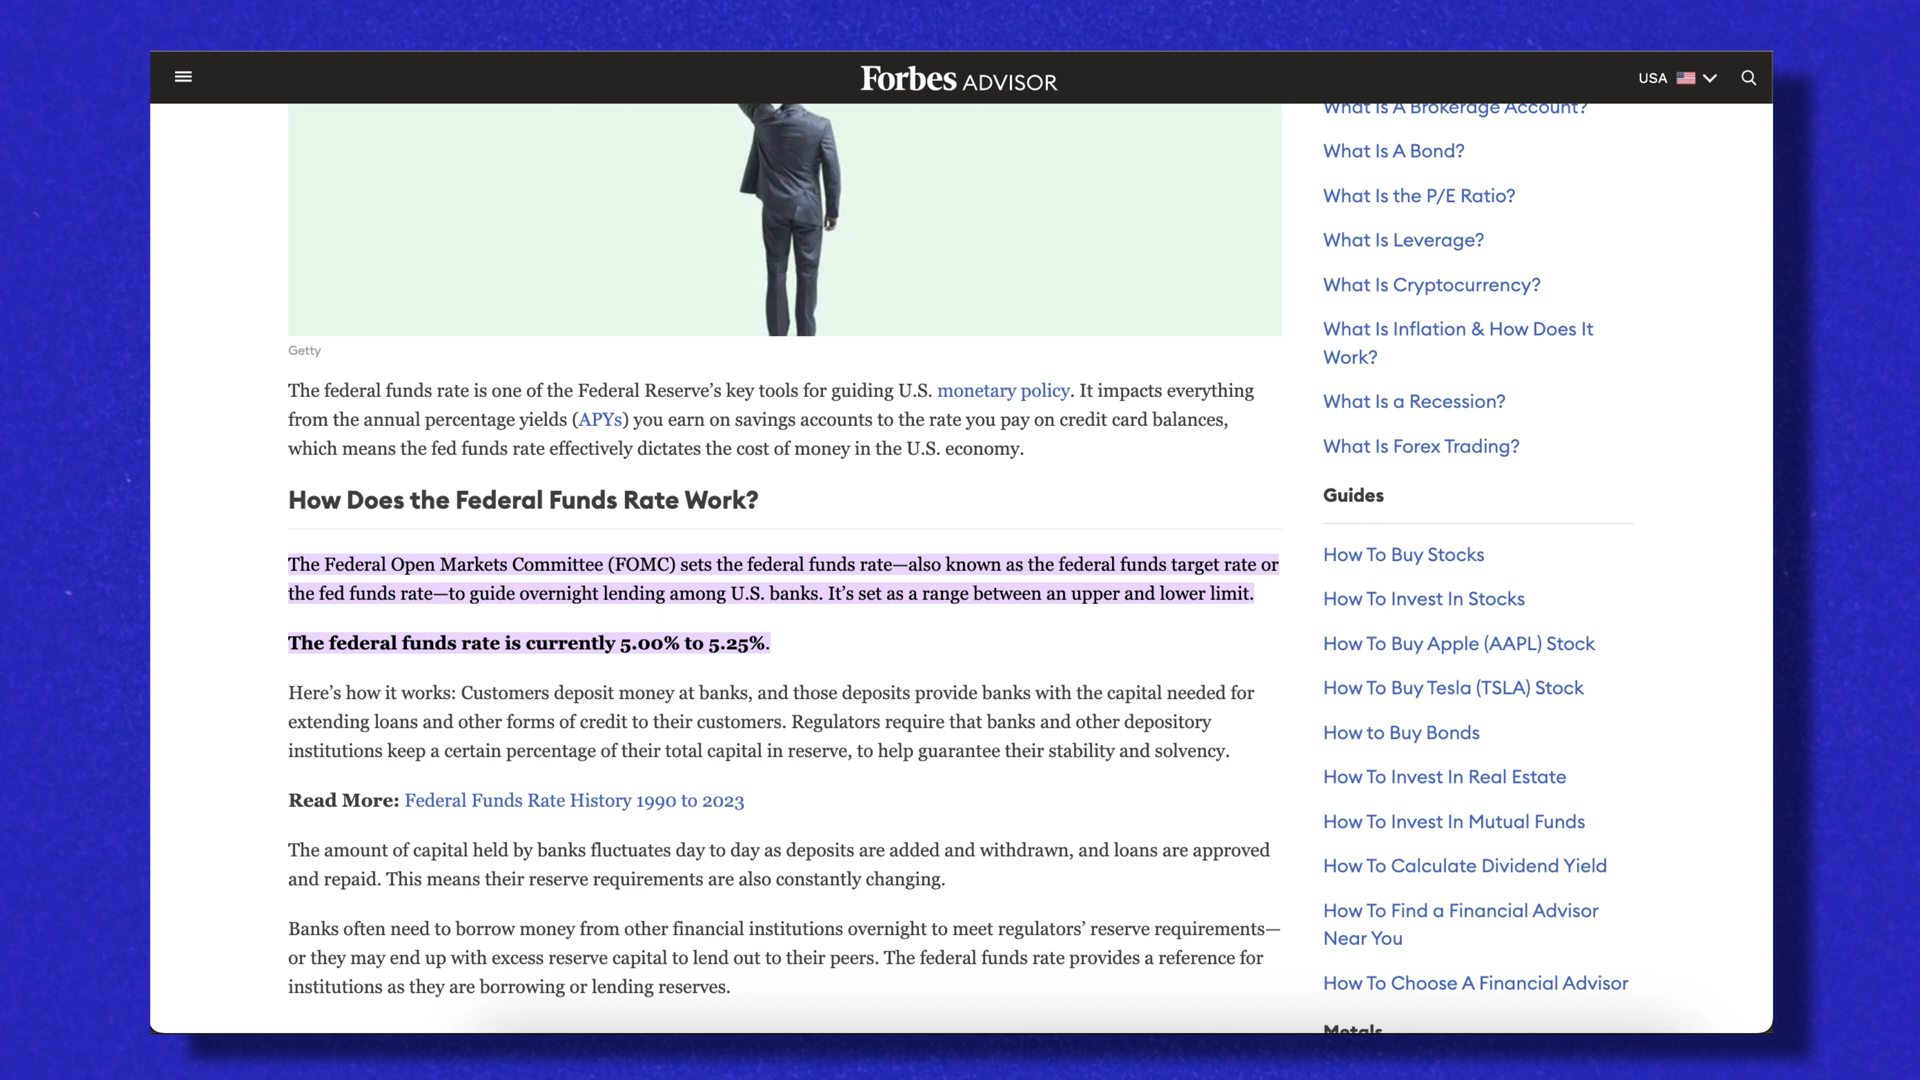 Forbes ADVISOR
USA
Getty
The federal funds rate is one of the Federal Reserve’s key tools for guiding U.S. monetary policy. It impacts everything
from the annual percentage yields (APYs) you earn on savings accounts to the rate you pay on credit card balances,
which means the fed funds rate effectively dictates the cost of money in the U.S. economy.
How Does the Federal Funds Rate Work?
The Federal Open Markets Committee (FOMC) sets the federal funds rate—also known as the federal funds target rate or
the fed funds rate—to guide overnight lending among U.S. banks. It’s set as a range between an upper and lower limit.
The federal funds rate is currently 5.00% to 5.25%.
Here’s how it works: Customers deposit money at banks, and those deposits provide banks with the capital needed for
extending loans and other forms of credit to their customers. Regulators require that banks and other depository
institutions keep a certain percentage of their total capital in reserve, to help guarantee their stability and solvency.
Read More: Federal Funds Rate History 1990 to 2023
The amount of capital held by banks fluctuates day to day as deposits are added and withdrawn, and loans are approved
and repaid. This means their reserve requirements are also constantly changing.
Banks often need to borrow money from other financial institutions overnight to meet regulators’ reserve requirements—
or they may end up with excess reserve capital to lend out to their peers. The federal funds rate provides a reference for
institutions as they are borrowing or lending reserves.
What Is A Brokerage Account?
What Is A Bond?
What Is the P/E Ratio?
What Is Leverage?
What Is Cryptocurrency?
What Is Inflation & How Does It
Work?
What Is a Recession?
What Is Forex Trading?
Guides
How To Buy Stocks
How To Invest In Stocks
How To Buy Apple (AAPL) Stock
How To Buy Tesla (TSLA) Stock
How to Buy Bonds
How To Invest In Real Estate
How To Invest In Mutual Funds
How To Calculate Dividend Yield
How To Find a Financial Advisor
Near You
How To Choose A Financial Advisor
Metals